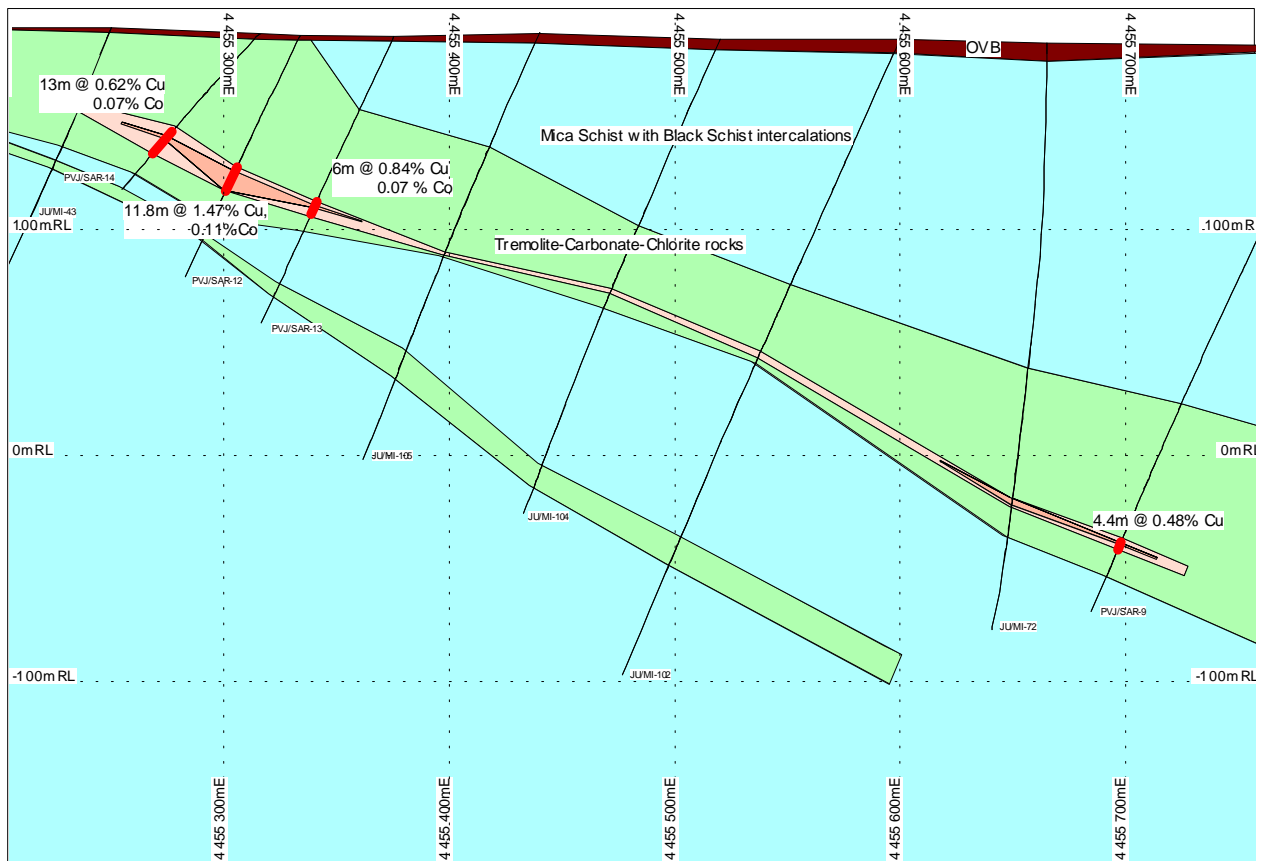 4 455 300mE
4 455 400mE
4 455 500mE
4 455 600mE
4 455 700mE
OVB
13m @ 0.62% Cu
0.07% Co
Mica Schist with Black Schist intercalations
6m @ 0.84% Cu
0.07 % Co
PVJ/SAR-14
JU/MI-43
11.8m @ 1.47% Cu,
0.11%Co
100mRL
100mR
Tremolite-Carbonate-Chlorite rocks
PVJ/SAR-12
PVJ/SAR-13
0mRL
0mRL
JU/MI-165
JU/MI-104
4.4m @ 0.48% Cu
PVJ/SAR-9
JU/MI-72
-100mRL
JU/MI-102
-100mRL
4 455 300mE
4 455 400mE
4 455 500mE
4 455 600mE
4 455 700mE